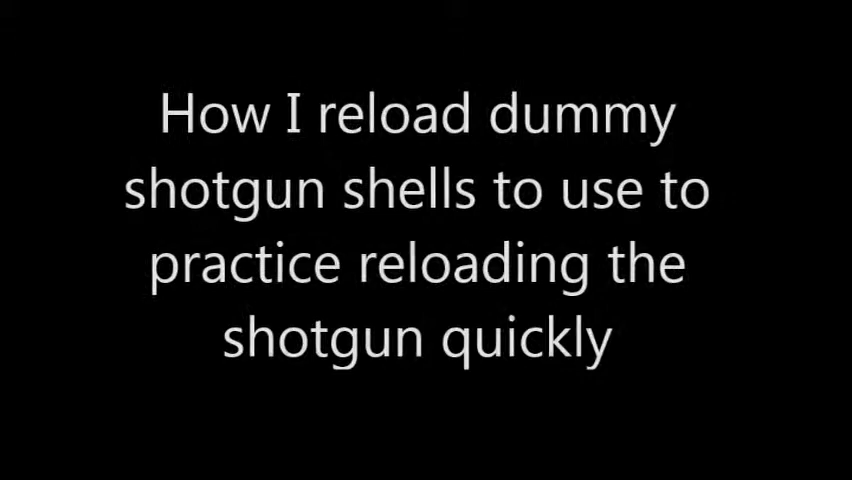 How I reload dummy
shotgun shells to use to
practice reloading the
shotgun quickly